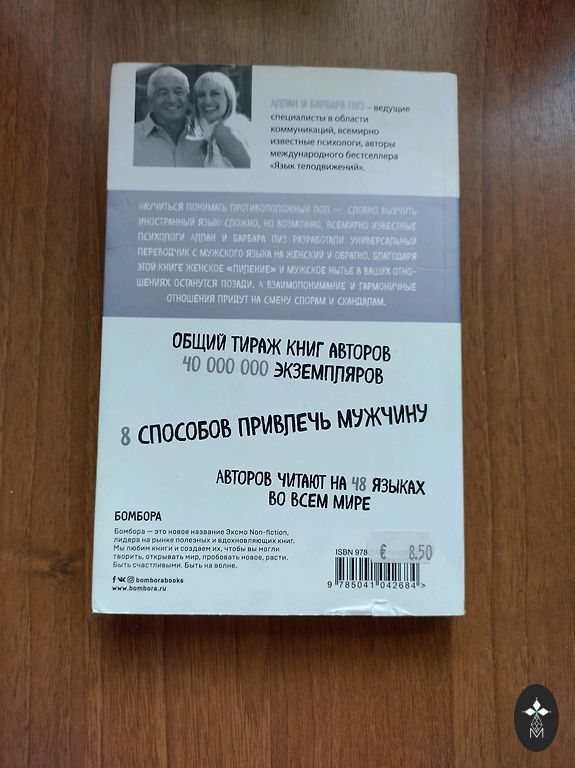 АЛЛАН И БАРБАРА ПИЗ – ведущие
специалисты в области
коммуникаций, всемирно
известные психологи, авторы
международного бестселлера
«Язык телодвижений».
НАУЧИТЬСЯ ПОНИМАТЬ ПРОТИВОПОЛОЖНЫЙ ПОЛ — СЛОВНО ВЫУЧИТЬ
ИНОСТРАННЫЙ ЯЗЫК: СЛОЖНО, НО ВОЗМОЖНО. ВСЕМИРНО ИЗВЕСТНЫЕ
ПСИХОЛОГИ АЛЛАН И БАРБАРА ПИЗ РАЗРАБОТАЛИ УНИВЕРСАЛЬНЫЙ
ПЕРЕВОДЧИК С МУЖСКОГО ЯЗЫКА НА ЖЕНСКИЙ И ОБРАТНО. БЛАГОДАРЯ
ЭТОЙ КНИГЕ ЖЕНСКОЕ «ПИЛЕНИЕ» И МУЖСКОЕ НЫТЬЕ В ВАШИХ ОТНО-
ШЕНИЯХ ОСТАНУТСЯ ПОЗАДИ. А ВЗАИМОПОНИМАНИЕ И ГАРМОНИЧНЫЕ
ОТНОШЕНИЯ ПРИДУТ НА СМЕНУ СПОРАМ И СКАНДАЛАМ.
ОБЩИЙ ТИРАЖ КНИГ АВТОРОВ
40 000 000 ЭКЗЕМПЛЯРОВ
8 СПОСОБОВ ПРИВЛЕЧЬ МУЖЧИНУ
АВТОРОВ ЧИТАЮТ НА 48 ЯЗЫКАХ
ВО ВСЕМ МИРЕ
БОМБОРА
Бомбора — это новое название Эксмо Non-fiction,
лидера на рынке полезных и вдохновляющих книг.
Мы любим книги и создаем их, чтобы вы могли
творить, открывать мир, пробовать новое, расти.
Быть счастливыми. Быть на волне.
bomborabooks
www.bombora.ru
ISBN 978
€ 8.50
9 785041 042684 >
M